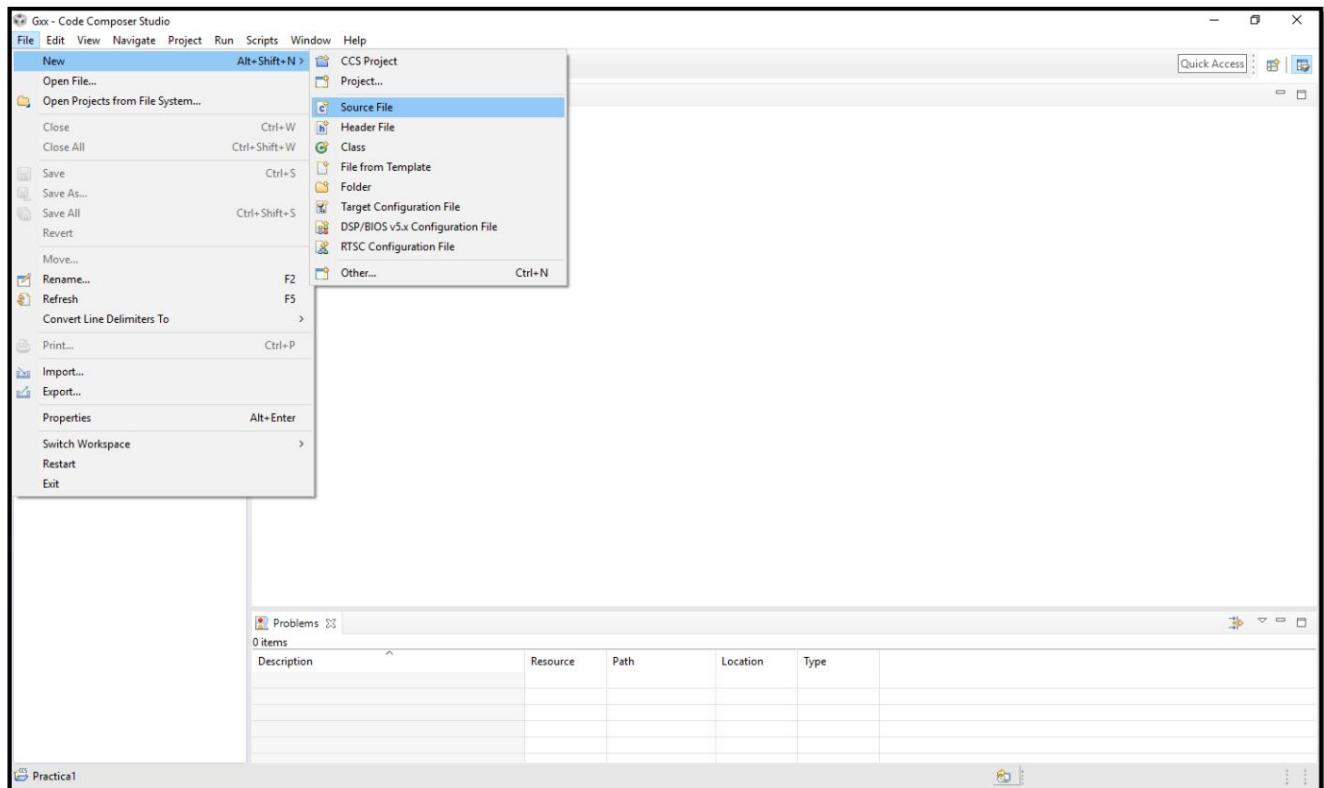 Gxx - Code Composer Studio
File Edit View Navigate Project Run Scripts Window Help
New Alt+Shift+N >
Open File...
Open Projects from File System...
Close Ctrl+W
Close All Ctrl+Shift+W
Save Ctrl+S
Save As...
Save All Ctrl+Shift+S
Revert
Move...
Rename... F2
Refresh F5
Convert Line Delimiters To >
Print... Ctrl+P
Import...
Export...
Properties Alt+Enter
Switch Workspace >
Restart
Exit
CCS Project
Project...
Source File
Header File
Class
File from Template
Folder
Target Configuration File
DSP/BIOS v5.x Configuration File
RTSC Configuration File
Other... Ctrl+N
Quick Access
Problems
0 items
Description Resource Path Location Type
Practica1